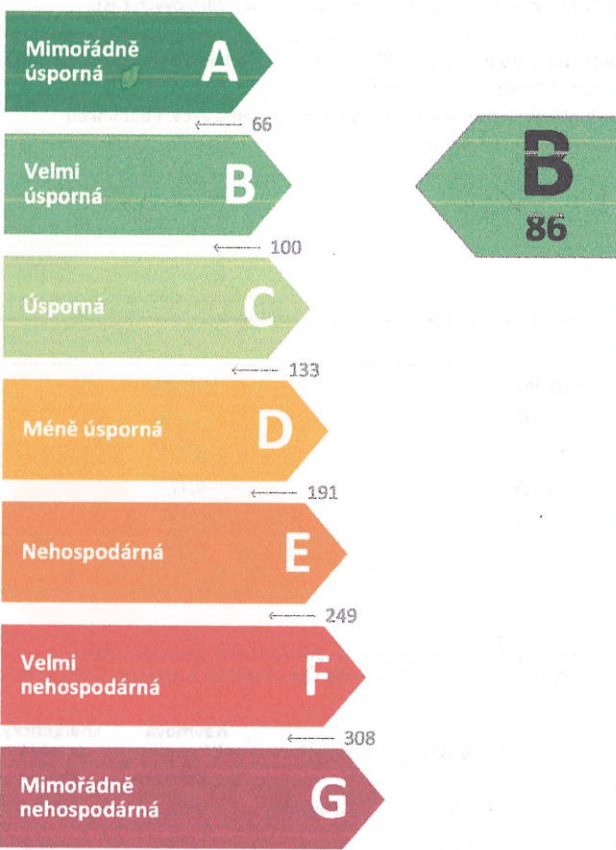 Mimořádně
úsporná
A
66
Velmi
úsporná
B
B
86
100
Úsporná
C
133
Méně úsporná
D
191
Nehospodárná
E
249
Velmi
nehospodárná
F
308
Mimořádně
nehospodárná
G